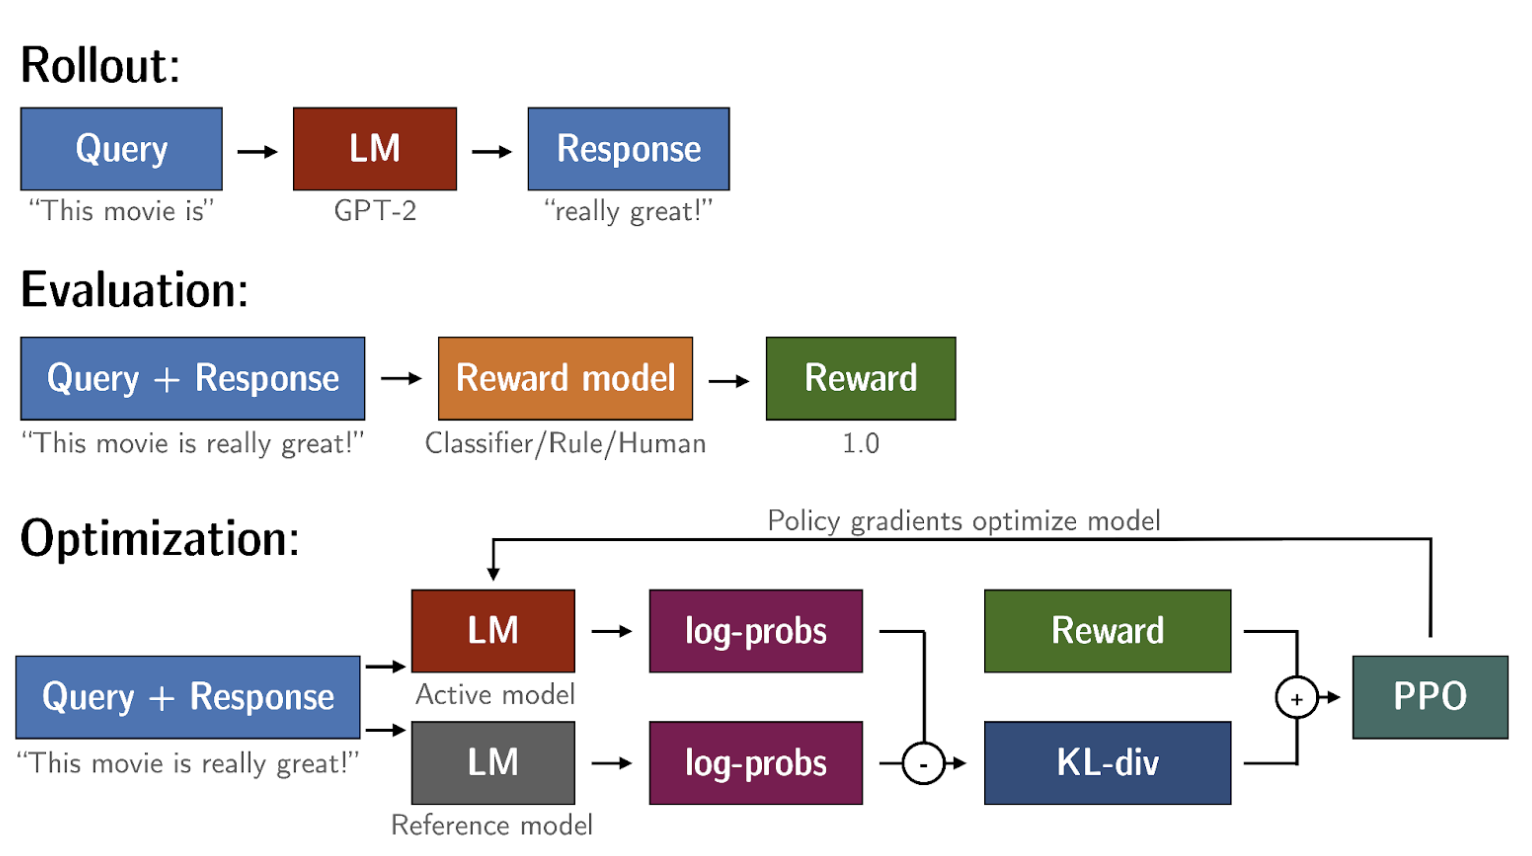 Rollout:
Query
LM
Response
“This movie is”
GPT-2
“really great!”
Evaluation:
Query + Response
Reward model
Reward
“This movie is really great!”
Classifier/Rule/Human
1.0
Optimization:
Policy gradients optimize model
LM
log-probs
Reward
Active model
Query + Response
+
PPO
“This movie is really great!”
LM
log-probs
-
KL-div
Reference model